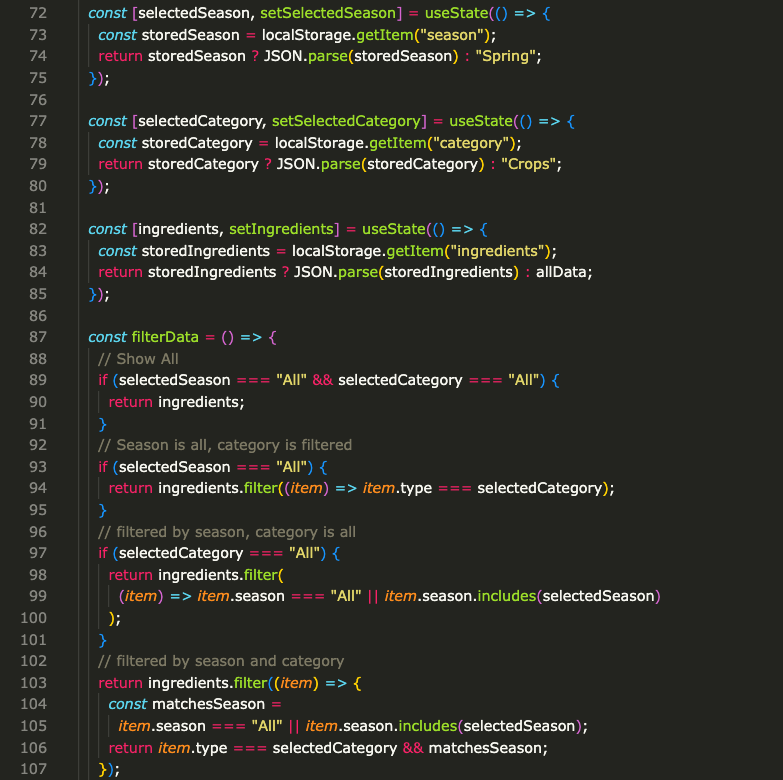 72 const [selectedSeason, setSelectedSeason] = useState(() => {
73 const storedSeason = localStorage.getItem("season");
74 return storedSeason ? JSON.parse(storedSeason) : "Spring";
75 });
76
77 const [selectedCategory, setSelectedCategory] = useState(() => {
78 const storedCategory = localStorage.getItem("category");
79 return storedCategory ? JSON.parse(storedCategory) : "Crops";
80 });
81
82 const [ingredients, setIngredients] = useState(() => {
83 const storedIngredients = localStorage.getItem("ingredients");
84 return storedIngredients ? JSON.parse(storedIngredients) : allData;
85 });
86
87 const filterData = () => {
88 // Show All
89 if (selectedSeason === "All" && selectedCategory === "All") {
90 return ingredients;
91 }
92 // Season is all, category is filtered
93 if (selectedSeason === "All") {
94 return ingredients.filter((item) => item.type === selectedCategory);
95 }
96 // filtered by season, category is all
97 if (selectedCategory === "All") {
98 return ingredients.filter(
99 (item) => item.season === "All" || item.season.includes(selectedSeason)
100 );
101 }
102 // filtered by season and category
103 return ingredients.filter((item) => {
104 const matchesSeason =
105 item.season === "All" || item.season.includes(selectedSeason);
106 return item.type === selectedCategory && matchesSeason;
107 });